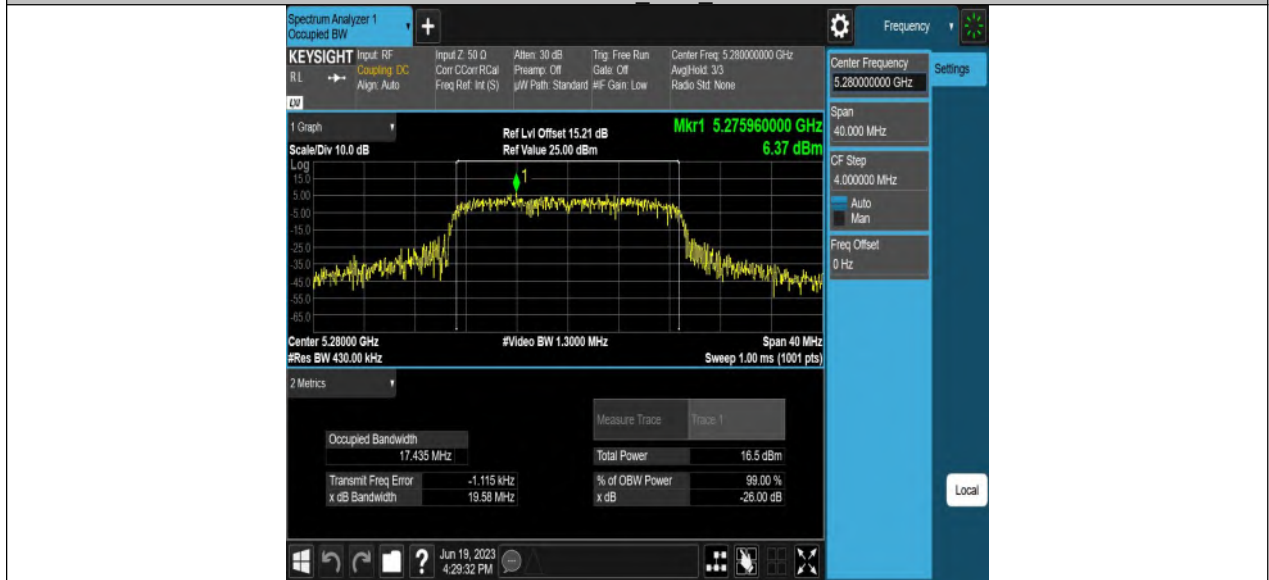 Spectrum Analyzer 1
Occupied BW
+
Frequency
KEYSIGHT
RL
LXI
Input: RF
Coupling: DC
Align: Auto
Input Z: 50 Ω
Corr CCorr RCal
Freq Ref: Int (S)
Atten: 30 dB
Preamp: Off
µW Path: Standard
Trig: Free Run
Gate: Off
#IF Gain: Low
Center Freq: 5.280000000 GHz
Avg|Hold: 3/3
Radio Std: None
Center Frequency
5.280000000 GHz
Settings
Span
40.000 MHz
CF Step
4.000000 MHz
Auto
Man
Freq Offset
0 Hz
Local
1 Graph
Scale/Div 10.0 dB
Ref Lvl Offset 15.21 dB
Ref Value 25.00 dBm
Mkr1 5.275960000 GHz
6.37 dBm
Log
15.0
5.00
-5.00
-15.0
-25.0
-35.0
-45.0
-55.0
-65.0
1
Center 5.28000 GHz
#Res BW 430.00 kHz
#Video BW 1.3000 MHz
Span 40 MHz
Sweep 1.00 ms (1001 pts)
2 Metrics
Measure Trace Trace 1
Occupied Bandwidth
17.435 MHz
Total Power 16.5 dBm
Transmit Freq Error -1.115 kHz
% of OBW Power 99.00 %
x dB Bandwidth 19.58 MHz
x dB -26.00 dB
?
Jun 19, 2023
4:29:32 PM